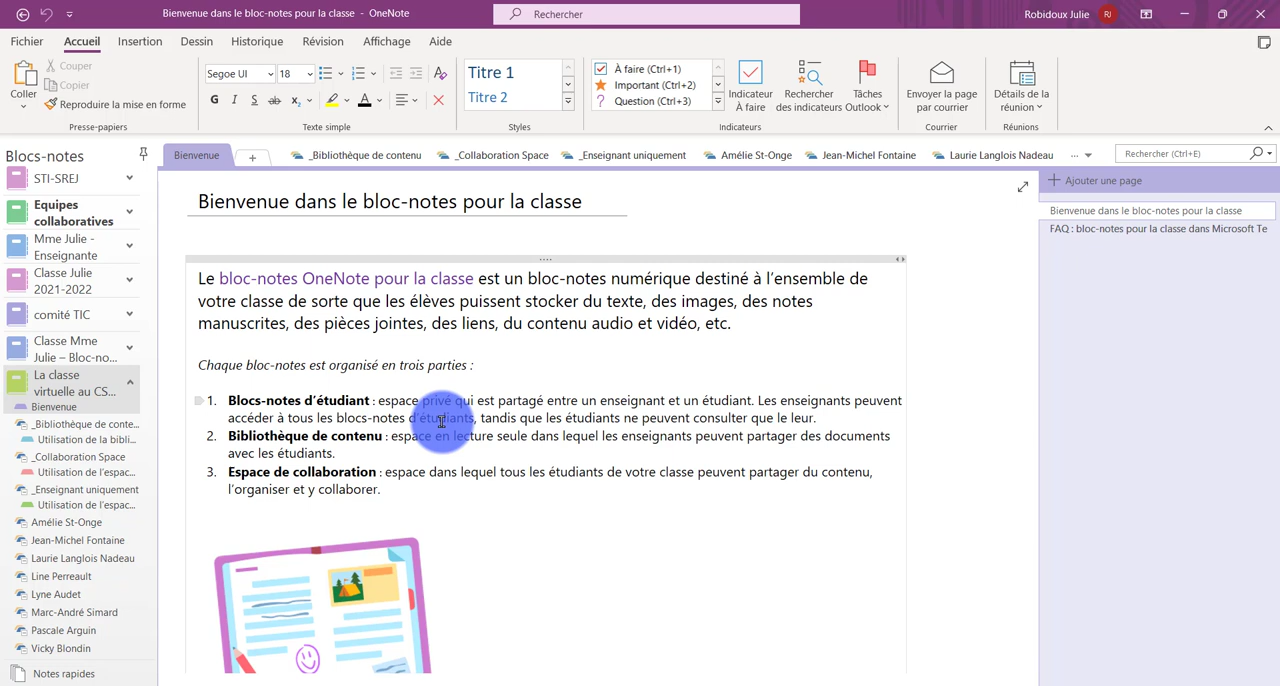 Bienvenue dans le bloc-notes pour la classe - OneNote
Rechercher
Robidoux Julie RJ
Fichier Accueil Insertion Dessin Historique Révision Affichage Aide
Coller
Couper
Copier
Reproduire la mise en forme
Presse-papiers
Segoe UI 18
G I S ab x₂ A
Texte simple
Titre 1
Titre 2
Styles
À faire (Ctrl+1)
Important (Ctrl+2)
Question (Ctrl+3)
Indicateur À faire
Rechercher des indicateurs
Tâches Outlook
Indicateurs
Envoyer la page par courrier
Courrier
Détails de la réunion
Réunions
Blocs-notes
STI-SREJ
Equipes
collaboratives
Mme Julie -
Enseignante
Classe Julie
2021-2022
comité TIC
Classe Mme
Julie – Bloc-no...
La classe
virtuelle au CS...
Bienvenue
_Bibliothèque de conte...
Utilisation de la bibli...
_Collaboration Space
Utilisation de l'espac...
_Enseignant uniquement
Utilisation de l'espac...
Amélie St-Onge
Jean-Michel Fontaine
Laurie Langlois Nadeau
Line Perreault
Lyne Audet
Marc-André Simard
Pascale Arguin
Vicky Blondin
Notes rapides
Bienvenue + _Bibliothèque de contenu _Collaboration Space _Enseignant uniquement Amélie St-Onge Jean-Michel Fontaine Laurie Langlois Nadeau ...
Rechercher (Ctrl+E)
Bienvenue dans le bloc-notes pour la classe
Le bloc-notes OneNote pour la classe est un bloc-notes numérique destiné à l'ensemble de
votre classe de sorte que les élèves puissent stocker du texte, des images, des notes
manuscrites, des pièces jointes, des liens, du contenu audio et vidéo, etc.
Chaque bloc-notes est organisé en trois parties :
1. Blocs-notes d'étudiant : espace privé qui est partagé entre un enseignant et un étudiant. Les enseignants peuvent
accéder à tous les blocs-notes d'étudiants, tandis que les étudiants ne peuvent consulter que le leur.
2. Bibliothèque de contenu : espace en lecture seule dans lequel les enseignants peuvent partager des documents
avec les étudiants.
3. Espace de collaboration : espace dans lequel tous les étudiants de votre classe peuvent partager du contenu,
l'organiser et y collaborer.
+ Ajouter une page
Bienvenue dans le bloc-notes pour la classe
FAQ : bloc-notes pour la classe dans Microsoft Te